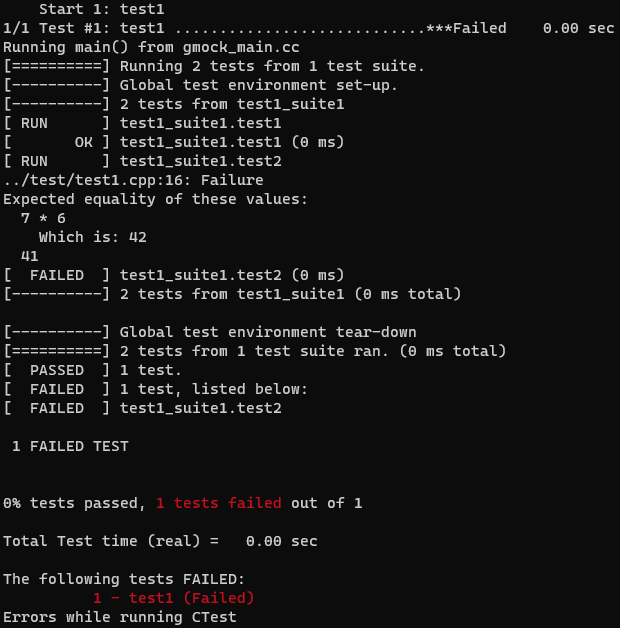 Start 1: test1
1/1 Test #1: test1 ............................***Failed    0.00 sec
Running main() from gmock_main.cc
[==========] Running 2 tests from 1 test suite.
[----------] Global test environment set-up.
[----------] 2 tests from test1_suite1
[ RUN      ] test1_suite1.test1
[       OK ] test1_suite1.test1 (0 ms)
[ RUN      ] test1_suite1.test2
../test/test1.cpp:16: Failure
Expected equality of these values:
  7 * 6
    Which is: 42
  41
[  FAILED  ] test1_suite1.test2 (0 ms)
[----------] 2 tests from test1_suite1 (0 ms total)

[----------] Global test environment tear-down
[==========] 2 tests from 1 test suite ran. (0 ms total)
[  PASSED  ] 1 test.
[  FAILED  ] 1 test, listed below:
[  FAILED  ] test1_suite1.test2

 1 FAILED TEST


0% tests passed, 1 tests failed out of 1

Total Test time (real) =   0.00 sec

The following tests FAILED:
          1 - test1 (Failed)
Errors while running CTest